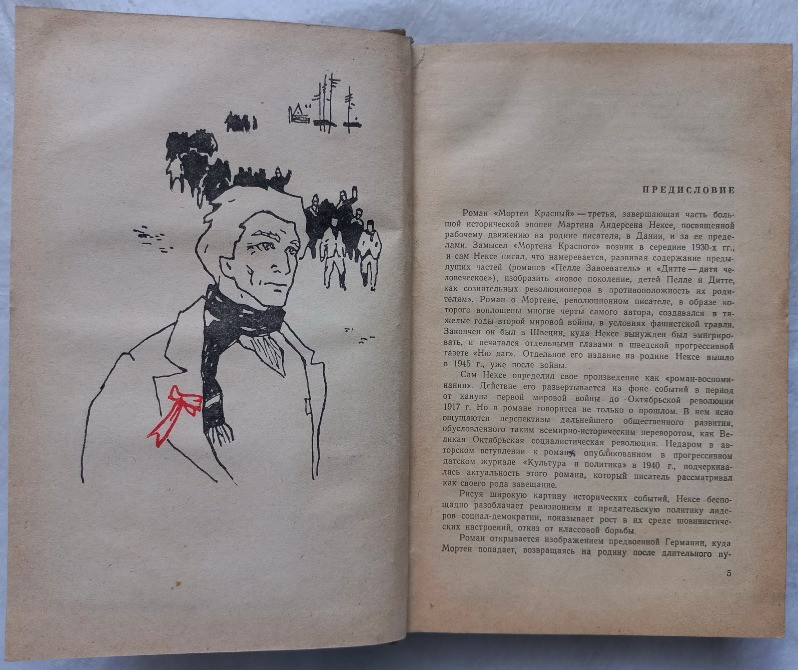 ПРЕДИСЛОВИЕ
Роман «Мортен Красный» — третья, завершающая часть боль-
шой исторической эпопеи Мартина Андерсена Нексе, посвященной
рабочему движению на родине писателя, в Дании, и за ее преде-
лами. Замысел «Мортена Красного» возник в середине 1930-х гг.,
и сам Нексе писал, что намеревается, развивая содержание преды-
дущих частей (романов «Пелле Завоеватель» и «Дитте — дитя че-
ловеческое»), изобразить «новое поколение, детей Пелле и Дитте,
как сознательных революционеров в противоположность их роди-
телям». Роман о Мортене, революционном писателе, в образе ко-
торого воплощены многие черты самого автора, создавался в тя-
желые годы второй мировой войны, в условиях фашистской травли.
Закончен он был в Швеции, куда Нексе вынужден был эмигриро-
вать, и печатался отдельными главами в шведской прогрессивной
газете «Ню даг». Отдельное его издание на родине Нексе вышло
в 1945 г., уже после войны.
Сам Нексе определил свое произведение как «роман-воспоми-
нания». Действие его развертывается на фоне событий в период
от кануна первой мировой войны до Октябрьской революции
1917 г. Но в романе говорится не только о прошлом. В нем ясно
ощущаются перспективы дальнейшего общественного развития,
обусловленного таким всемирно-историческим переворотом, как Ве-
ликая Октябрьская социалистическая революция. Недаром в ав-
торском вступлении к роману, опубликованном в прогрессивном
датском журнале «Культура и политика» в 1940 г., подчеркива-
лись актуальность этого романа, который писатель рассматривал
как своего рода завещание.
Рисуя широкую картину исторических событий, Нексе беспо-
щадно разоблачает ревизионизм и предательскую политику лиде-
ров социал-демократии, показывает рост в их среде шовинистиче-
ских настроений, отказ от классовой борьбы.
Роман открывается изображением предвоенной Германии, куда
Мортен попадает, возвращаясь на родину после длительного пу-
5